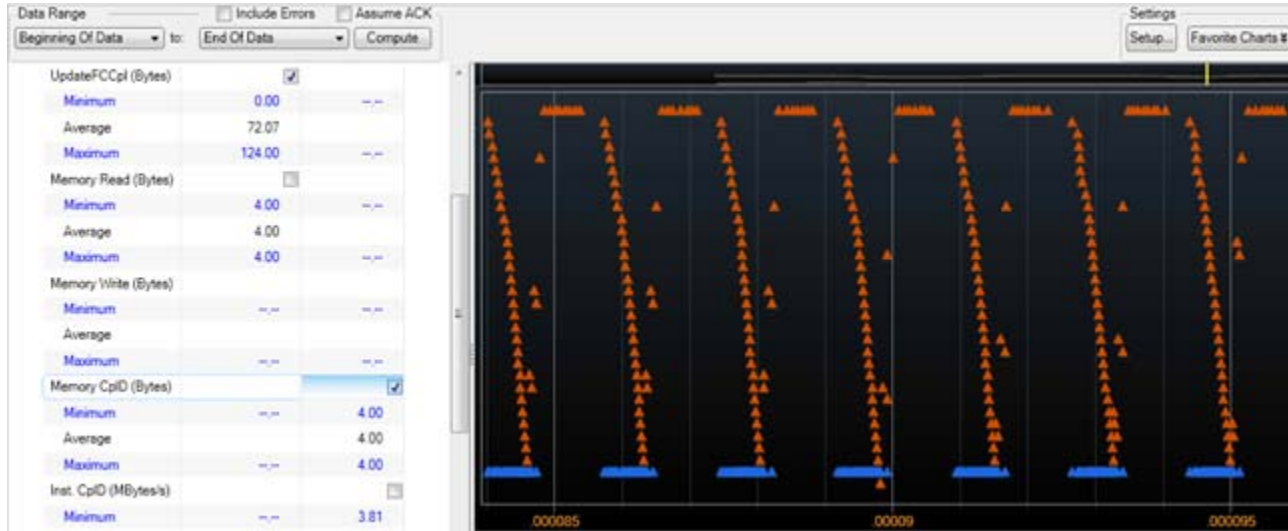 Data Range Include Errors Assume ACK Settings
Beginning Of Data to: End Of Data Compute Setup... Favorite Charts
UpdateFCCpl (Bytes)
Minimum 0.00 --.--
Average 72.07
Maximum 124.00 --.--
Memory Read (Bytes)
Minimum 4.00 --.--
Average 4.00
Maximum 4.00 --.--
Memory Write (Bytes)
Minimum --.-- --.--
Average
Maximum --.-- --.--
Memory CplD (Bytes)
Minimum --.-- 4.00
Average 4.00
Maximum --.-- 4.00
Inst. CplD (MBytes/s)
Minimum --.-- 3.81
.000085 .00009 .000095